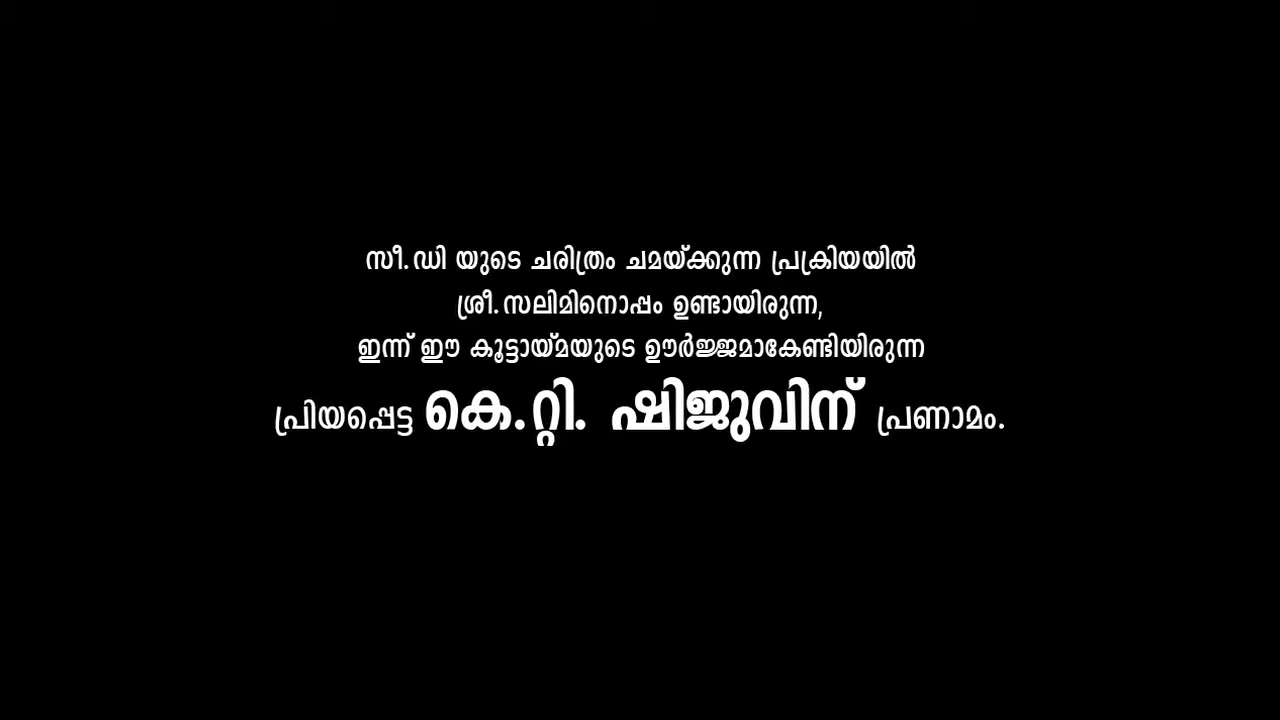 സീ.ഡി യുടെ ചരിത്രം ചമയ്ക്കുന്ന പ്രക്രിയയിൽ
ശ്രീ.സലിമിനൊപ്പം ഉണ്ടായിരുന്ന,
ഇന്ന് ഈ കൂട്ടായ്മയുടെ ഊർജ്ജമാകേണ്ടിയിരുന്ന
പ്രിയപ്പെട്ട കെ.റ്റി. ഷിജുവിന് പ്രണാമം.